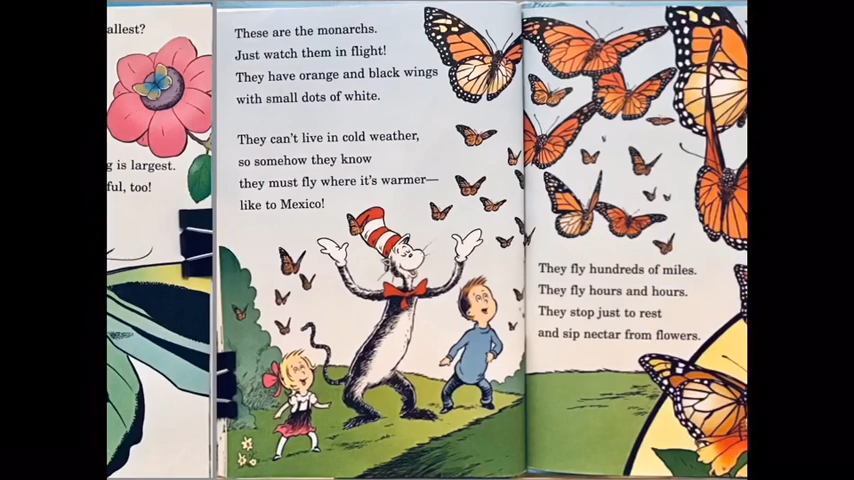 allest?
g is largest.
ful, too!
These are the monarchs.
Just watch them in flight!
They have orange and black wings
with small dots of white.
They can't live in cold weather,
so somehow they know
they must fly where it's warmer—
like to Mexico!
They fly hundreds of miles.
They fly hours and hours.
They stop just to rest
and sip nectar from flowers.